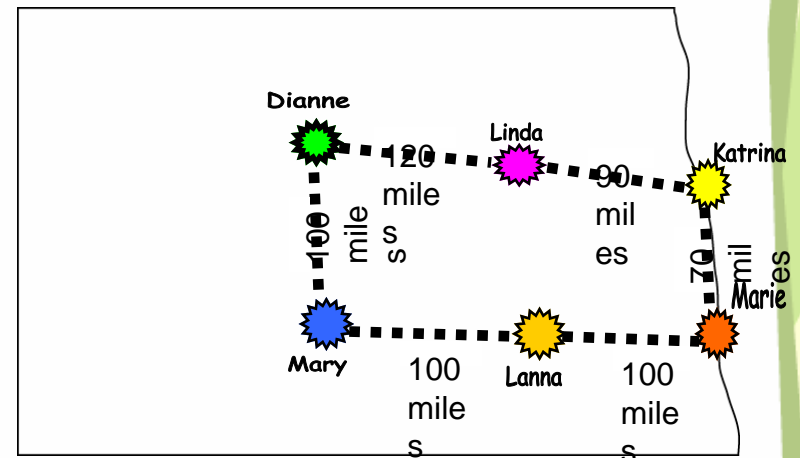 Dianne
Linda
Katrina
120
mile
s
90
mil
es
100
mile
s
70
mil
es
Marie
Mary
Lanna
100
mile
s
100
mile
s